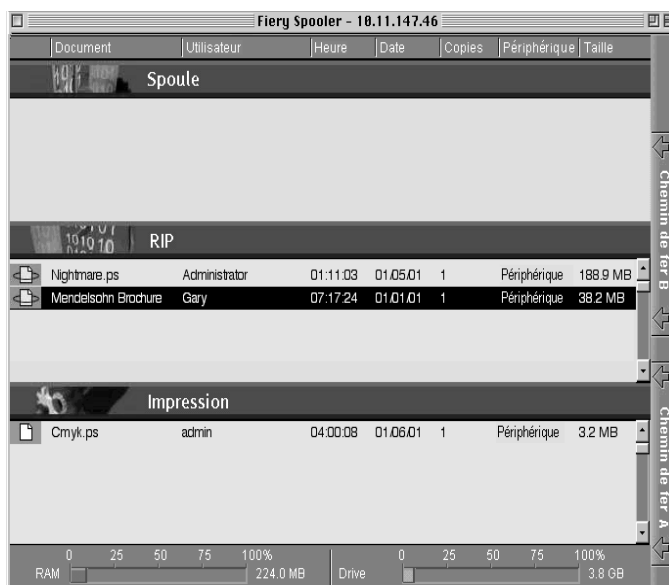 Fiery Spooler - 10.11.147.46
Document Utilisateur Heure Date Copies Périphérique Taille
Spoule
RIP
Nightmare.ps Administrator 01:11:03 01/05/01 1 Périphérique 188.9 MB
Mendelsohn Brochure Gary 07:17:24 01/01/01 1 Périphérique 38.2 MB
Impression
Cmyk.ps admin 04:00:08 01/06/01 1 Périphérique 3.2 MB
Chemin de fer B
Chemin de fer A
0 25 50 75 100% 0 25 50 75 100%
RAM 224.0 MB Drive 3.8 GB